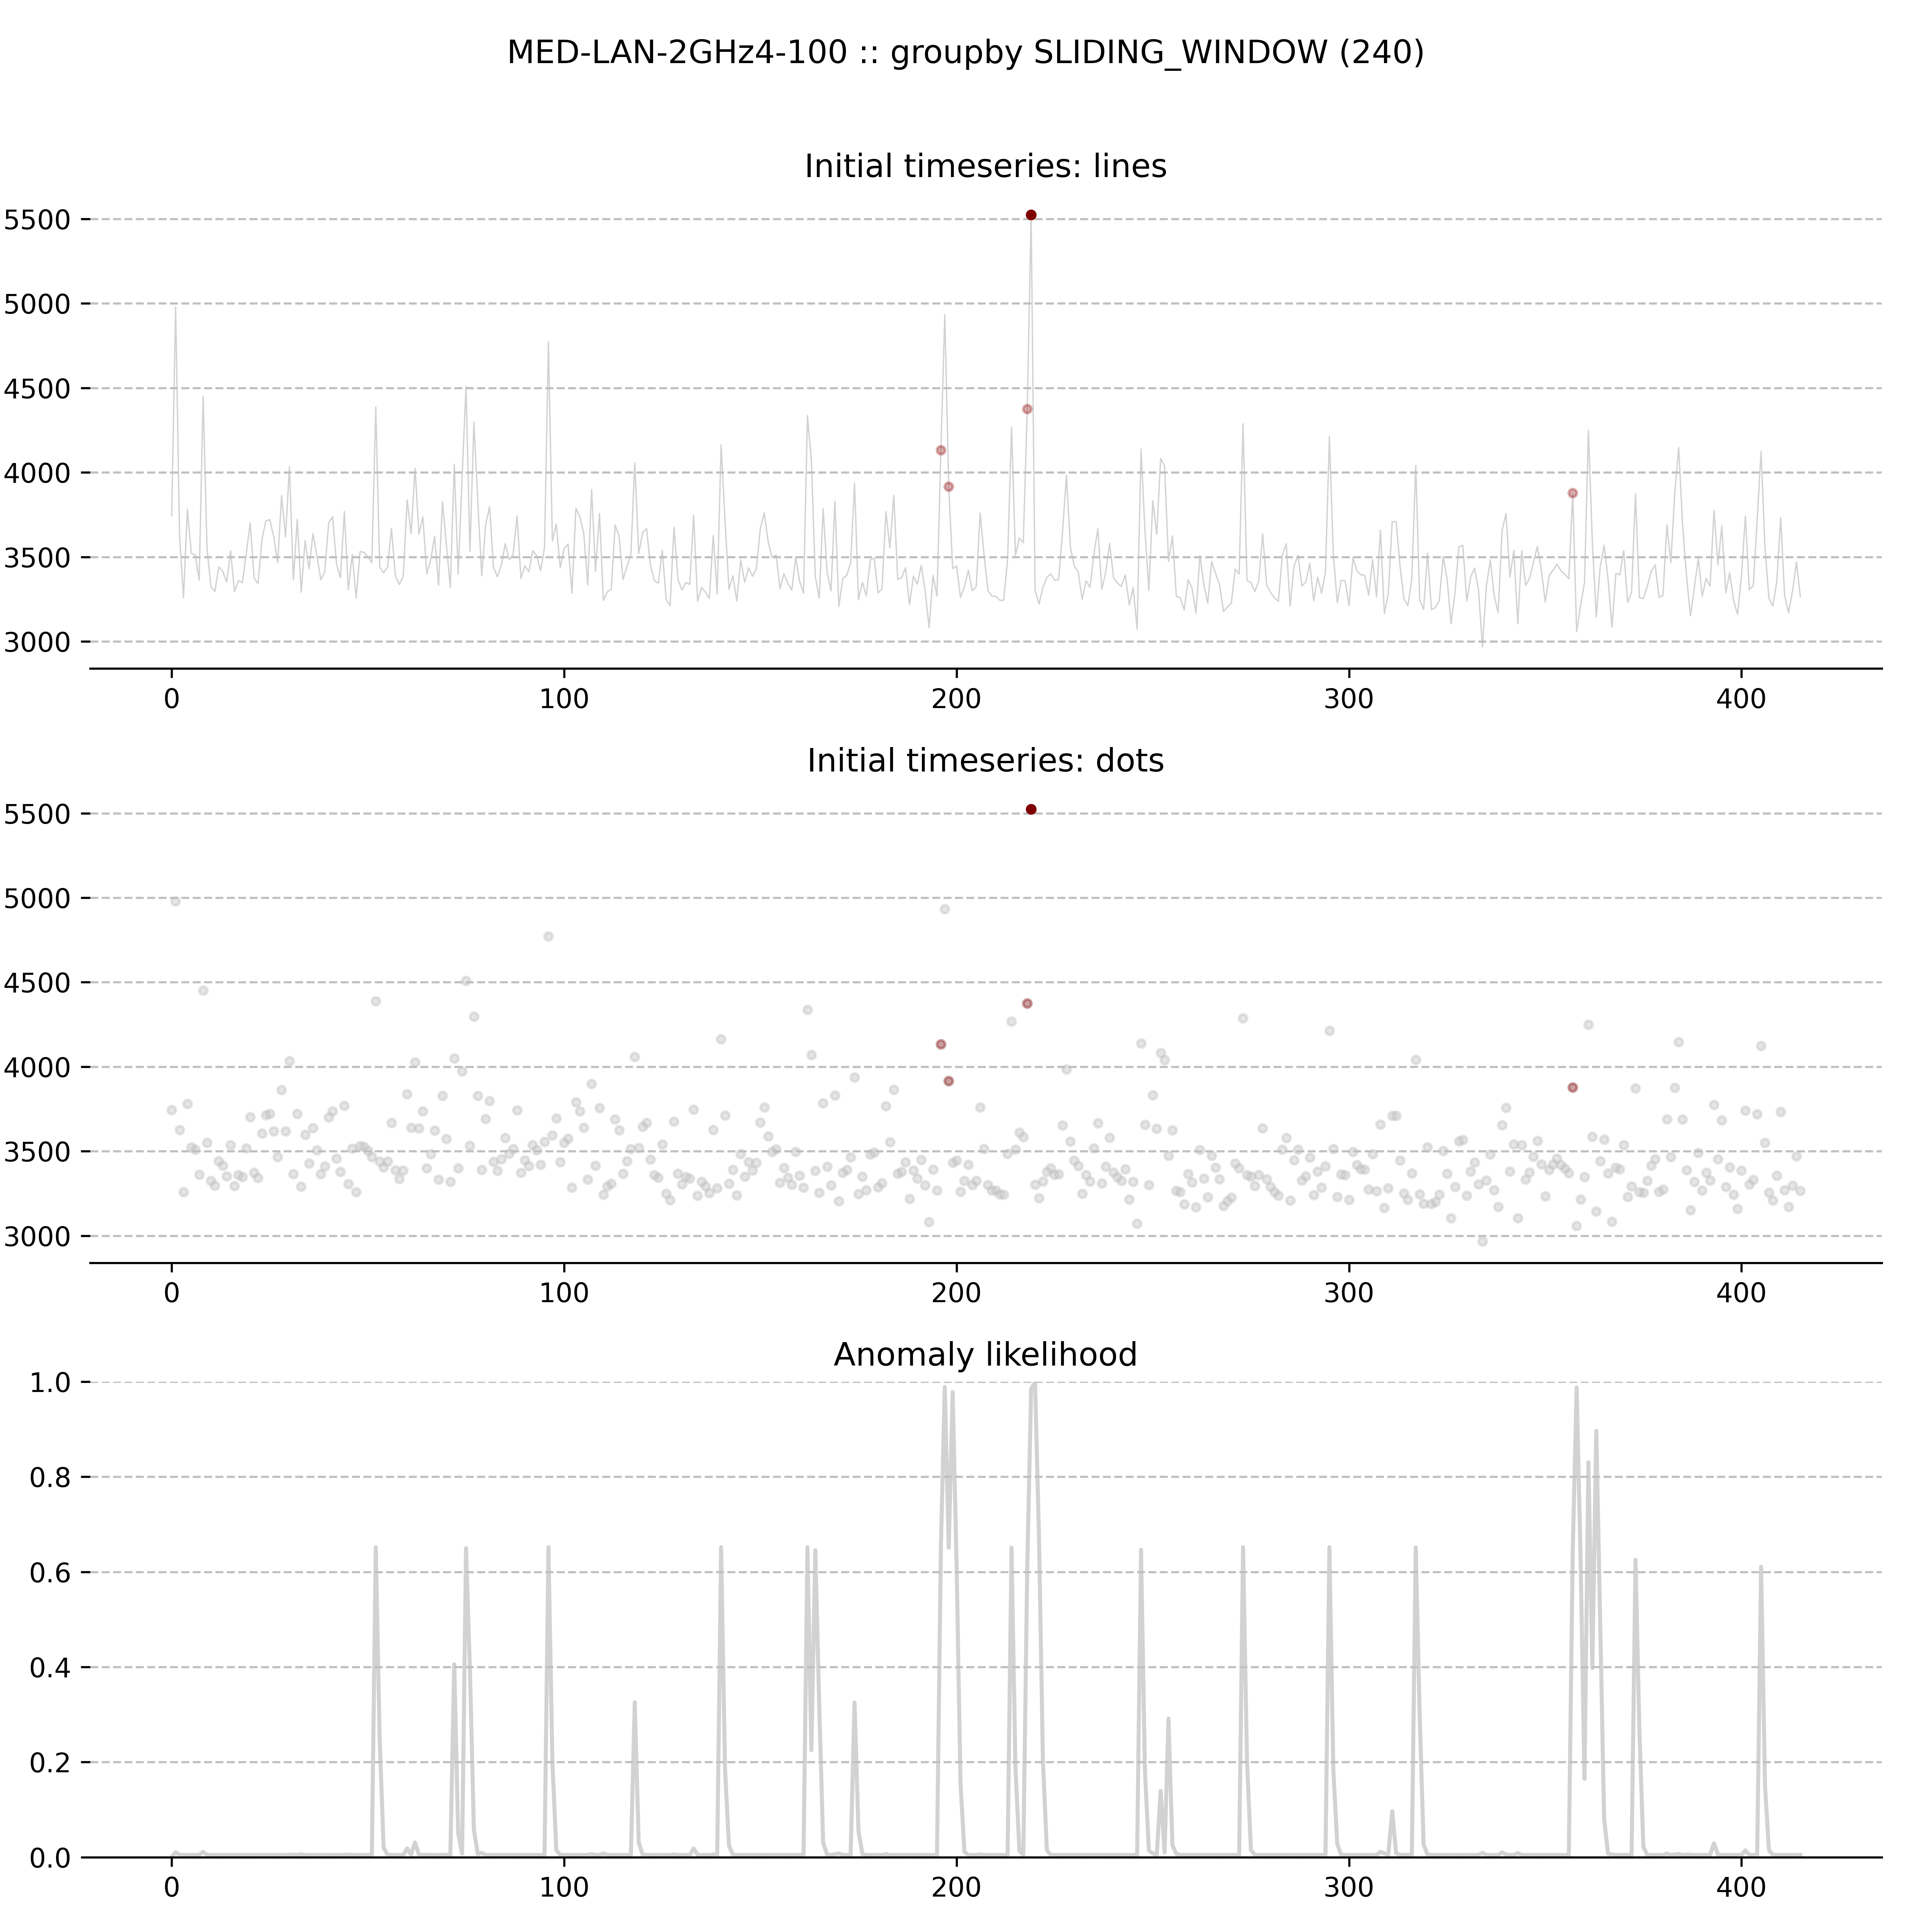 MED-LAN-2GHz4-100 :: groupby SLIDING_WINDOW (240)
Initial timeseries: lines
5500
5000
4500
4000
3500
3000
0 100 200 300 400
Initial timeseries: dots
5500
5000
4500
4000
3500
3000
0 100 200 300 400
Anomaly likelihood
1.0
0.8
0.6
0.4
0.2
0.0
0 100 200 300 400